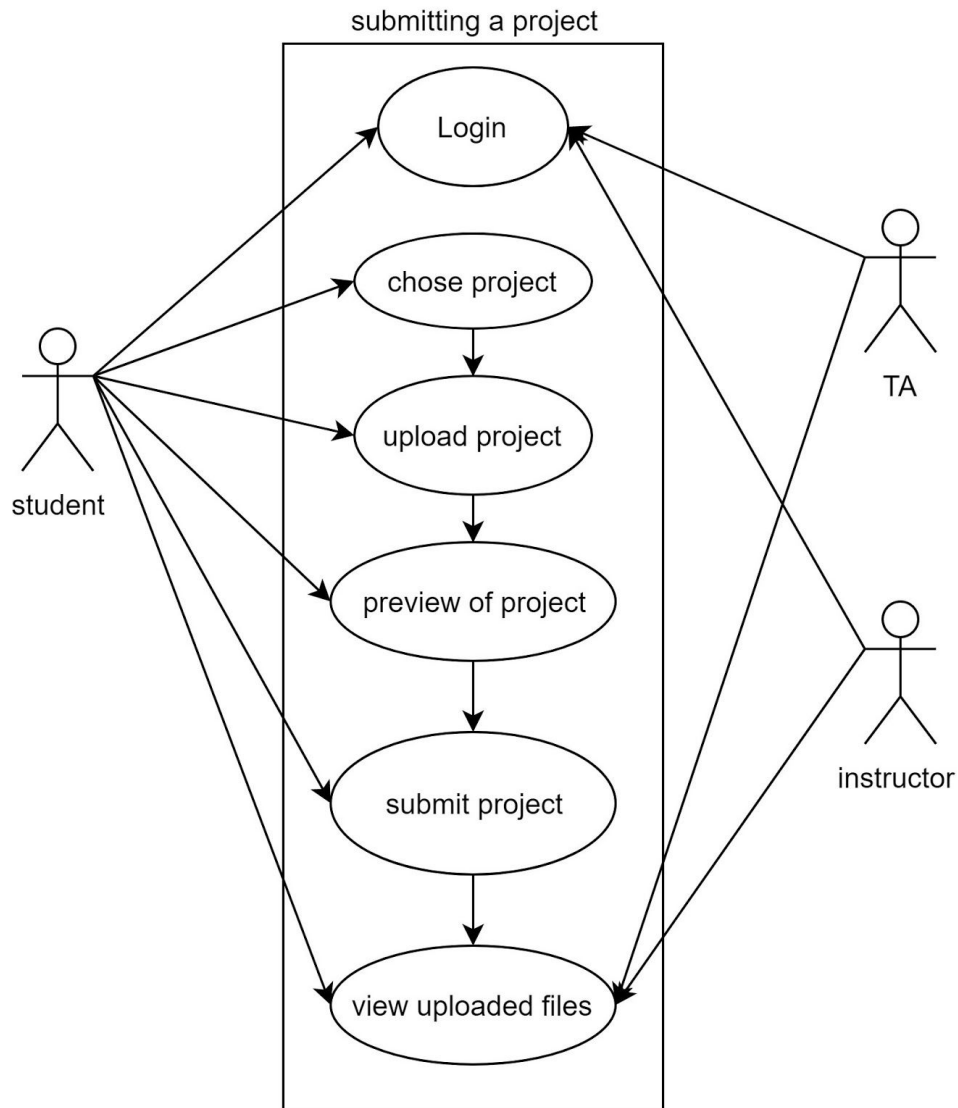 submitting a project
Login
chose project
TA
upload project
student
preview of project
instructor
submit project
view uploaded files